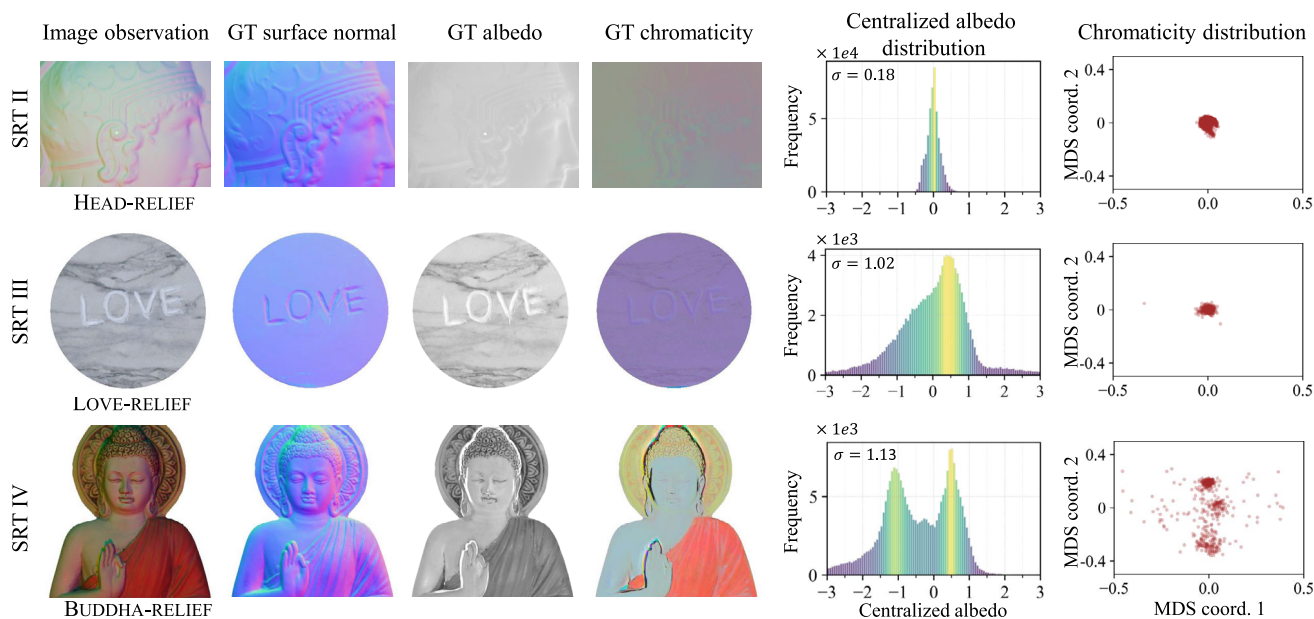 Image observation
GT surface normal
GT albedo
GT chromaticity
Centralized albedo
distribution
Chromaticity distribution
SRT II
HEAD-RELIEF
× 1e4
σ = 0.18
Frequency
8
4
0
−3 −2 −1 0 1 2 3
MDS coord. 2
0.4
0
-0.4
−0.5 0.0 0.5
SRT III
LOVE
LOVE
LOVE
LOVE
LOVE-RELIEF
× 1e3
σ = 1.02
Frequency
4
2
0
−3 −2 −1 0 1 2 3
MDS coord. 2
0.4
0
-0.4
−0.5 0.0 0.5
SRT IV
BUDDHA-RELIEF
× 1e3
σ = 1.13
Frequency
5
0
−3 −2 −1 0 1 2 3
Centralized albedo
MDS coord. 2
0.4
0
-0.4
−0.5 0.0 0.5
MDS coord. 1